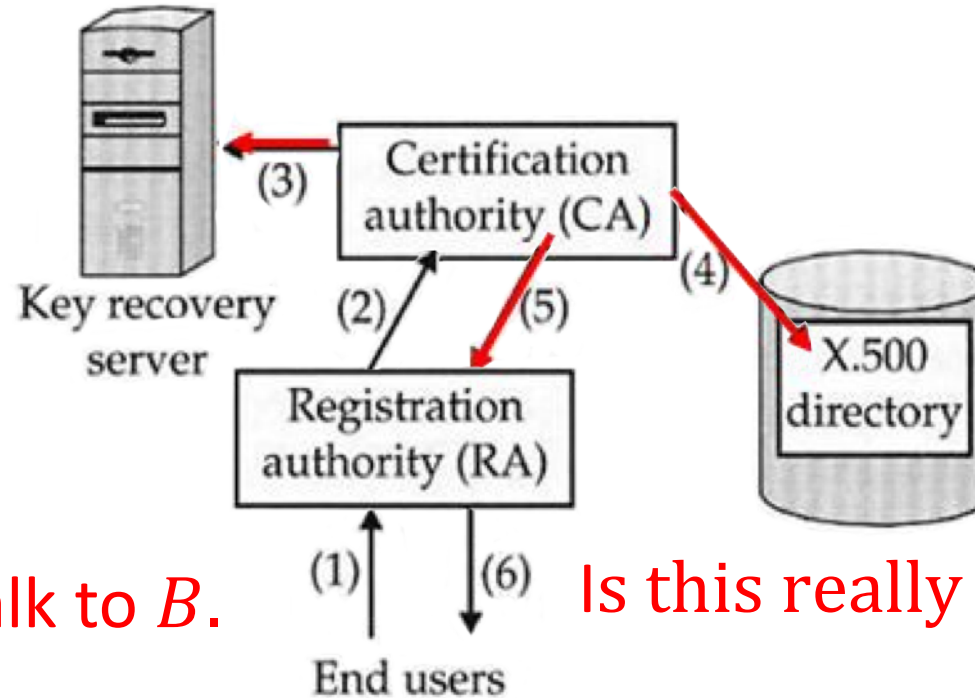 Certification
authority (CA)
(3)
(4)
Key recovery
server
(2)
(5)
X.500
directory
Registration
authority (RA)
(1)
(6)
to B.
Is this really
End users